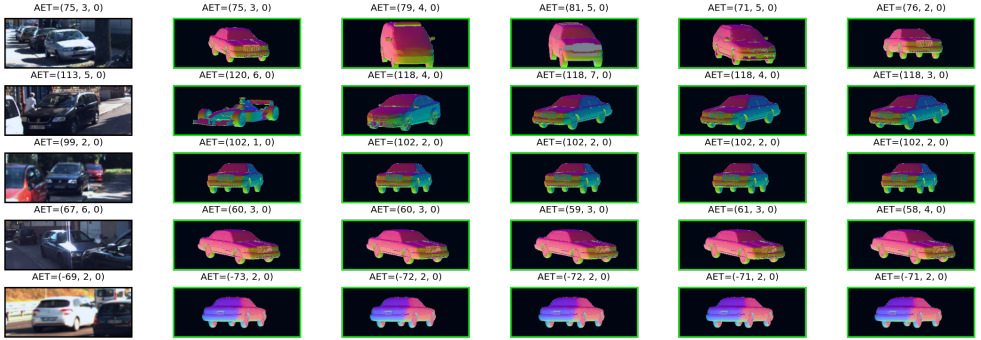 AET=(75, 3, 0) AET=(75, 3, 0) AET=(79, 4, 0) AET=(81, 5, 0) AET=(71, 5, 0) AET=(76, 2, 0)
AET=(113, 5, 0) AET=(120, 6, 0) AET=(118, 4, 0) AET=(118, 7, 0) AET=(118, 4, 0) AET=(118, 3, 0)
AET=(99, 2, 0) AET=(102, 1, 0) AET=(102, 2, 0) AET=(102, 2, 0) AET=(102, 2, 0) AET=(102, 2, 0)
AET=(67, 6, 0) AET=(60, 3, 0) AET=(60, 3, 0) AET=(59, 3, 0) AET=(61, 3, 0) AET=(58, 4, 0)
AET=(-69, 2, 0) AET=(-73, 2, 0) AET=(-72, 2, 0) AET=(-72, 2, 0) AET=(-71, 2, 0) AET=(-71, 2, 0)